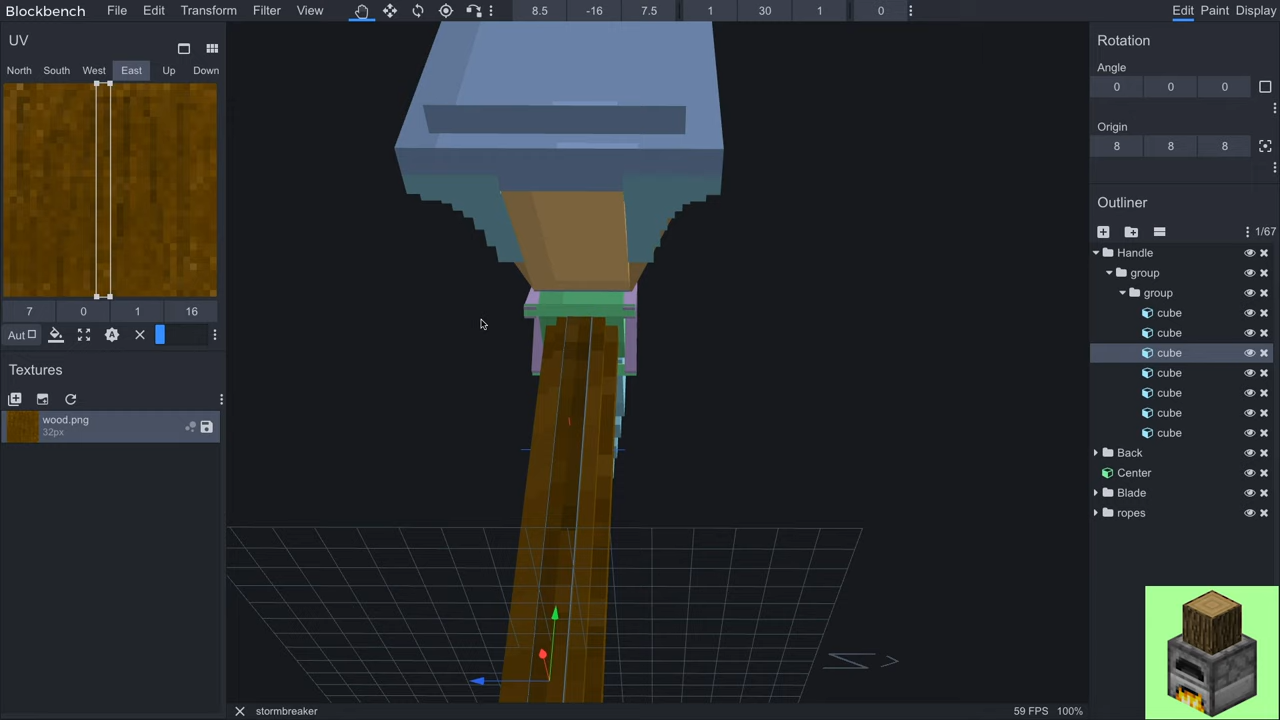 Blockbench File Edit Transform Filter View 8.5 -16 7.5 1 30 1 0 Edit Paint Display
UV
North South West East Up Down
7 0 1 16
Aut
Textures
wood.png
32px
Rotation
Angle
0 0 0
Origin
8 8 8
Outliner
1/67
Handle
group
group
cube
cube
cube
cube
cube
cube
cube
Back
Center
Blade
ropes
stormbreaker 59 FPS 100%